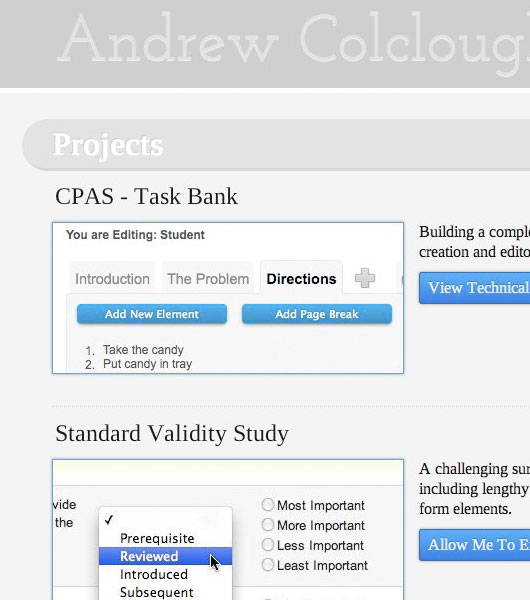 Andrew Colcloug
Projects
CPAS - Task Bank
You are Editing: Student
Introduction The Problem Directions
Add New Element Add Page Break
1. Take the candy
2. Put candy in tray
Building a comple
creation and edito
View Technical
Standard Validity Study
vide
the
✓
Prerequisite
Reviewed
Introduced
Subsequent
Most Important
More Important
Less Important
Least Important
A challenging sur
including lengthy
form elements.
Allow Me To E